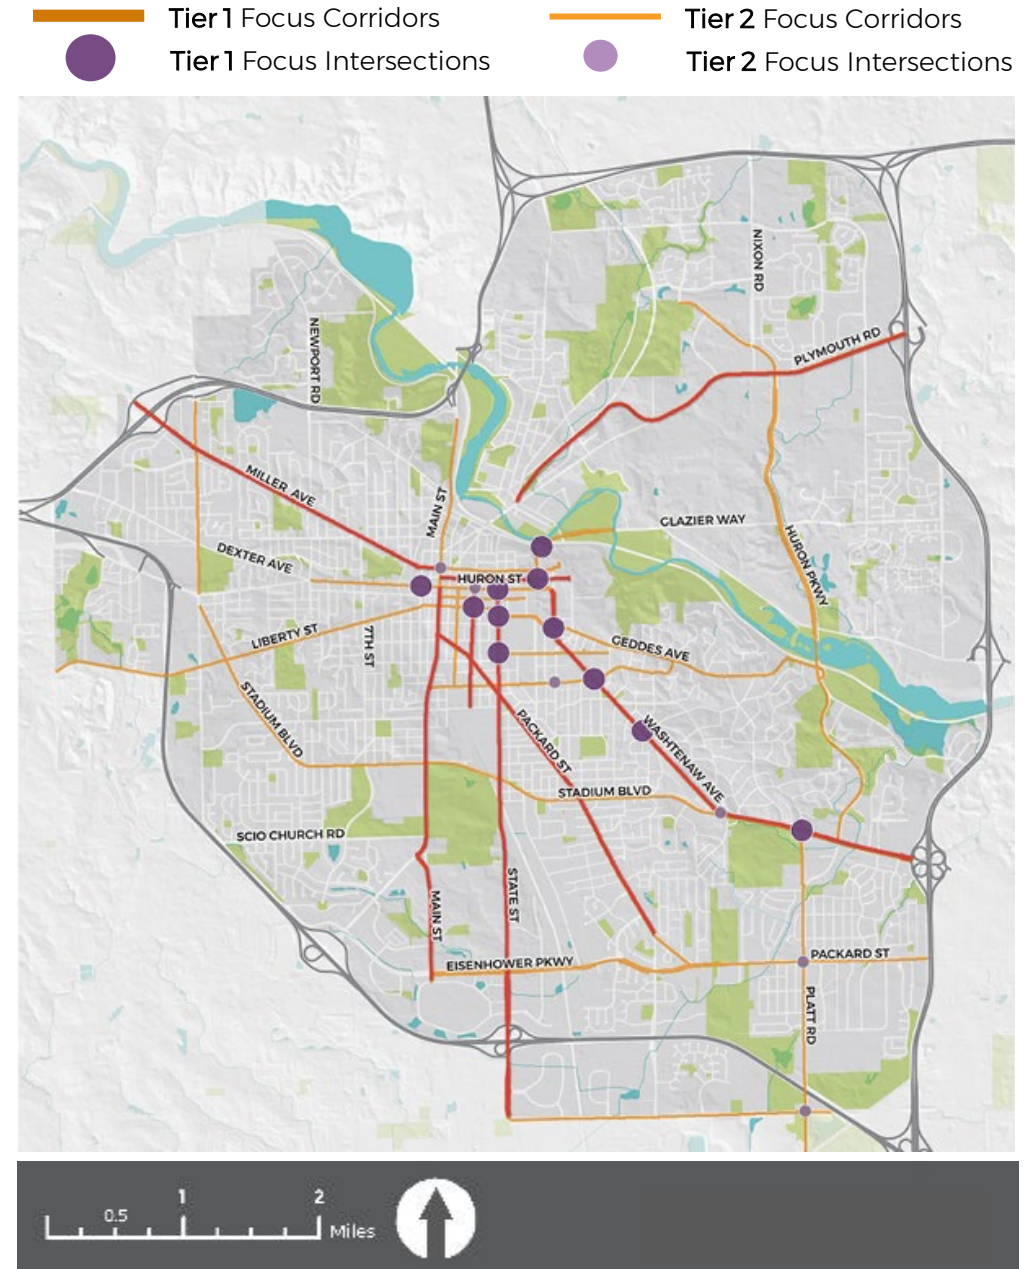 Tier 1 Focus Corridors
Tier 2 Focus Corridors
Tier 1 Focus Intersections
Tier 2 Focus Intersections
NIXON RD
NEWPORT RD
PLYMOUTH RD
MILLER AVE
MAIN ST
GLAZIER WAY
DEXTER AVE
HURON PKWY
HURON ST
LIBERTY ST
7TH ST
GEDDES AVE
STADIUM BLVD
PACKARD ST
WASHTENAW AVE
STADIUM BLVD
SCIO CHURCH RD
STATE ST
MAIN ST
EISENHOWER PKWY
PACKARD ST
PLATT RD
0.5
1
2
Miles